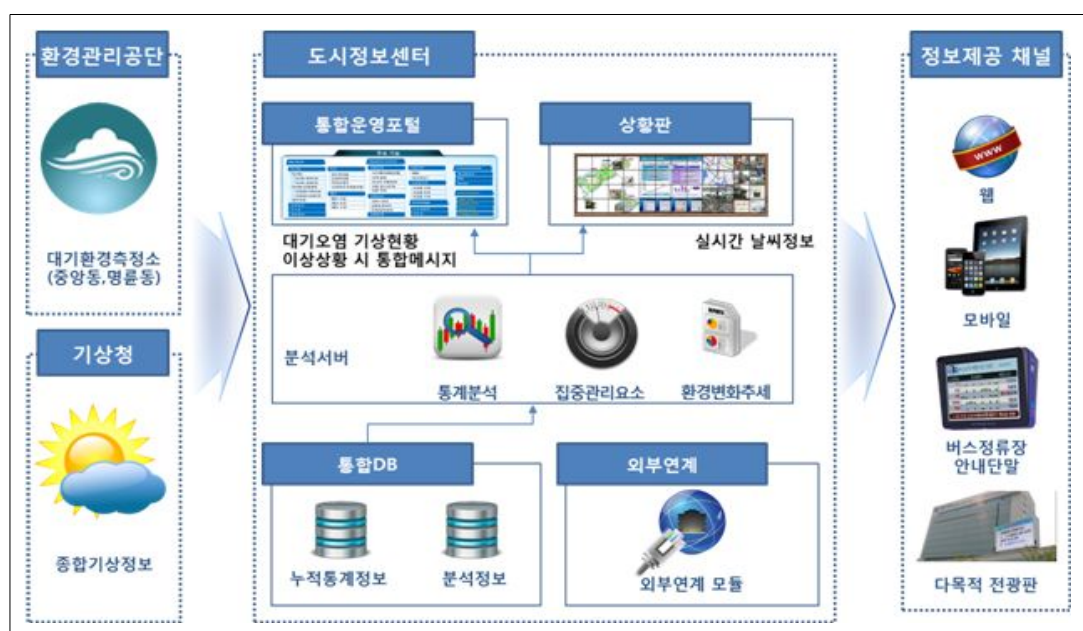 환경관리공단
대기환경측정소
(중앙동,명륜동)
기상청
종합기상정보
도시정보센터
통합운영포털
상황판
대기오염 기상현황
이상상황 시 통합메시지
실시간 날씨정보
분석서버
통계분석
집중관리요소
환경변화추세
통합DB
누적통계정보
분석정보
외부연계
외부연계 모듈
정보제공 채널
www
웹
모바일
버스정류장
안내단말
다목적 전광판